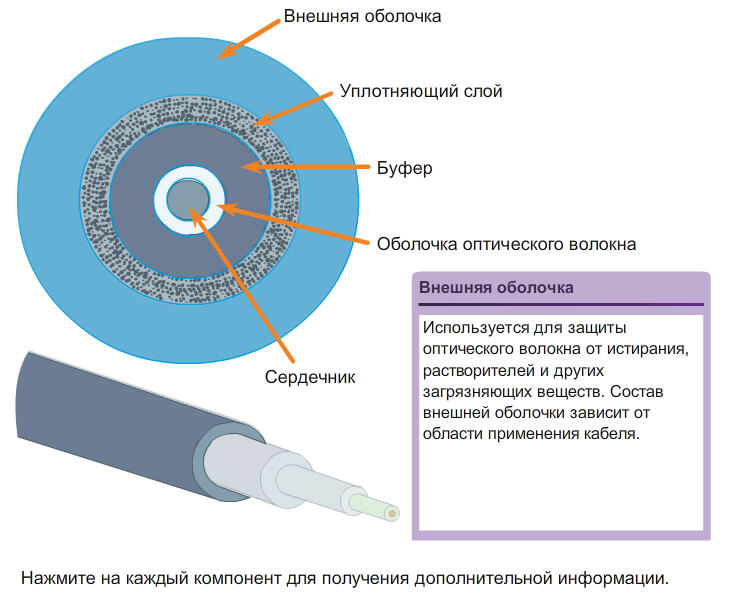 Внешняя оболочка
Уплотняющий слой
Буфер
Оболочка оптического волокна
Сердечник
Внешняя оболочка
Используется для защиты
оптического волокна от истирания,
растворителей и других
загрязняющих веществ. Состав
внешней оболочки зависит от
области применения кабеля.
Нажмите на каждый компонент для получения дополнительной информации.